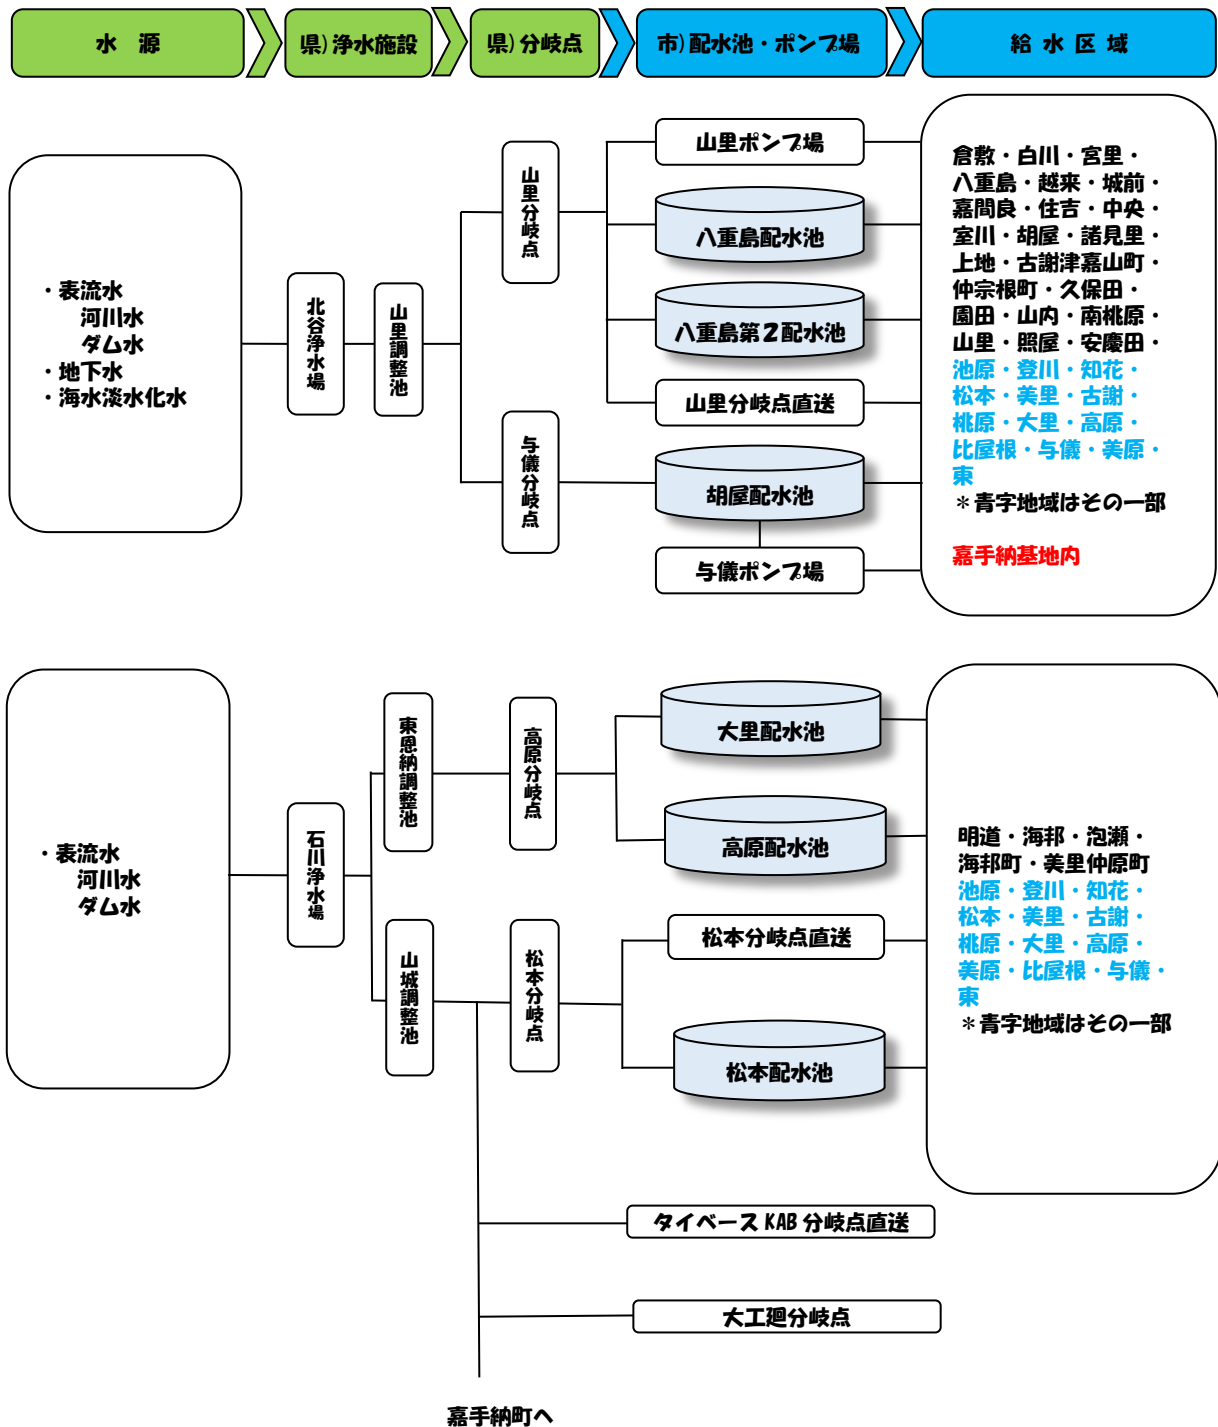 水 源
県)浄水施設
県)分岐点
市)配水池・ポンプ場
給 水 区 域
・表流水
河川水
ダム水
・地下水
・海水淡水化水
北谷浄水場
山里調整池
山里分岐点
与儀分岐点
山里ポンプ場
八重島配水池
八重島第2配水池
山里分岐点直送
胡屋配水池
与儀ポンプ場
倉敷・白川・宮里・
八重島・越来・城前・
嘉間良・住吉・中央・
室川・胡屋・諸見里・
上地・古謝津嘉山町・
仲宗根町・久保田・
園田・山内・南桃原・
山里・照屋・安慶田・
池原・登川・知花・
松本・美里・古謝・
桃原・大里・高原・
比屋根・与儀・美原・
東
＊青字地域はその一部
嘉手納基地内
・表流水
河川水
ダム水
石川浄水場
東恩納調整池
山城調整池
高原分岐点
松本分岐点
大里配水池
高原配水池
松本分岐点直送
松本配水池
明道・海邦・泡瀬・
海邦町・美里仲原町
池原・登川・知花・
松本・美里・古謝・
桃原・大里・高原・
美原・比屋根・与儀・
東
＊青字地域はその一部
タイベース KAB 分岐点直送
大工廻分岐点
嘉手納町へ